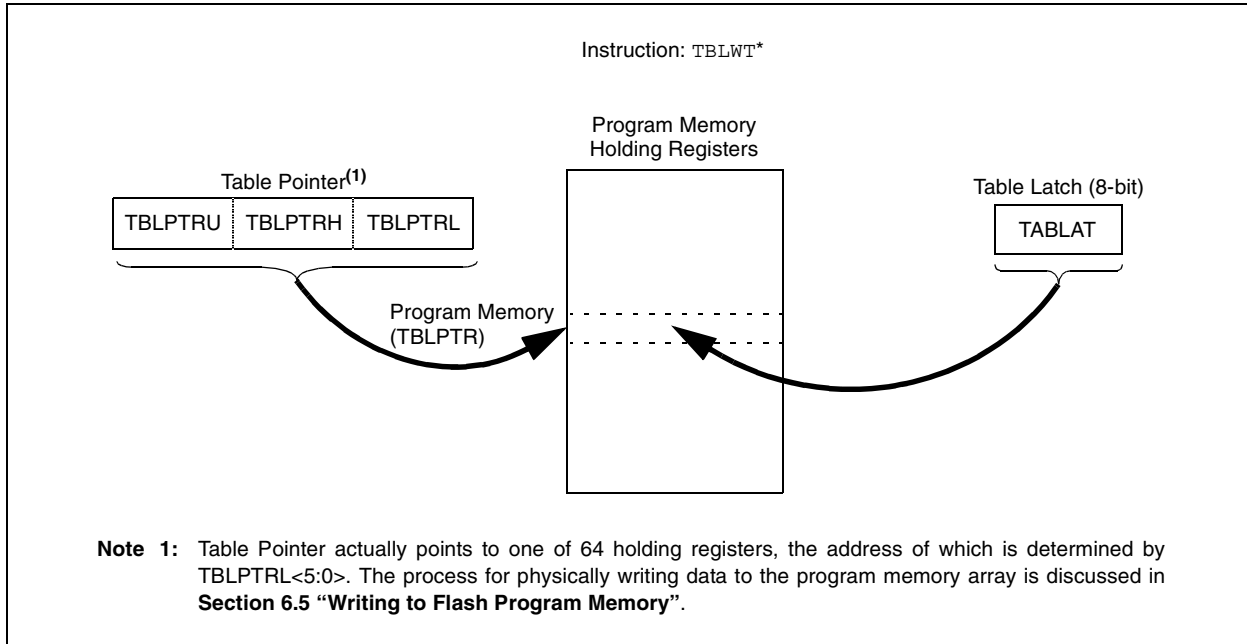 Instruction: TBLWT*
Program Memory
Holding Registers
Table Pointer(1)
Table Latch (8-bit)
TBLPTRU TBLPTRH TBLPTRL
TABLAT
Program Memory
(TBLPTR)
Note 1: Table Pointer actually points to one of 64 holding registers, the address of which is determined by
TBLPTRL<5:0>. The process for physically writing data to the program memory array is discussed in
Section 6.5 “Writing to Flash Program Memory”.